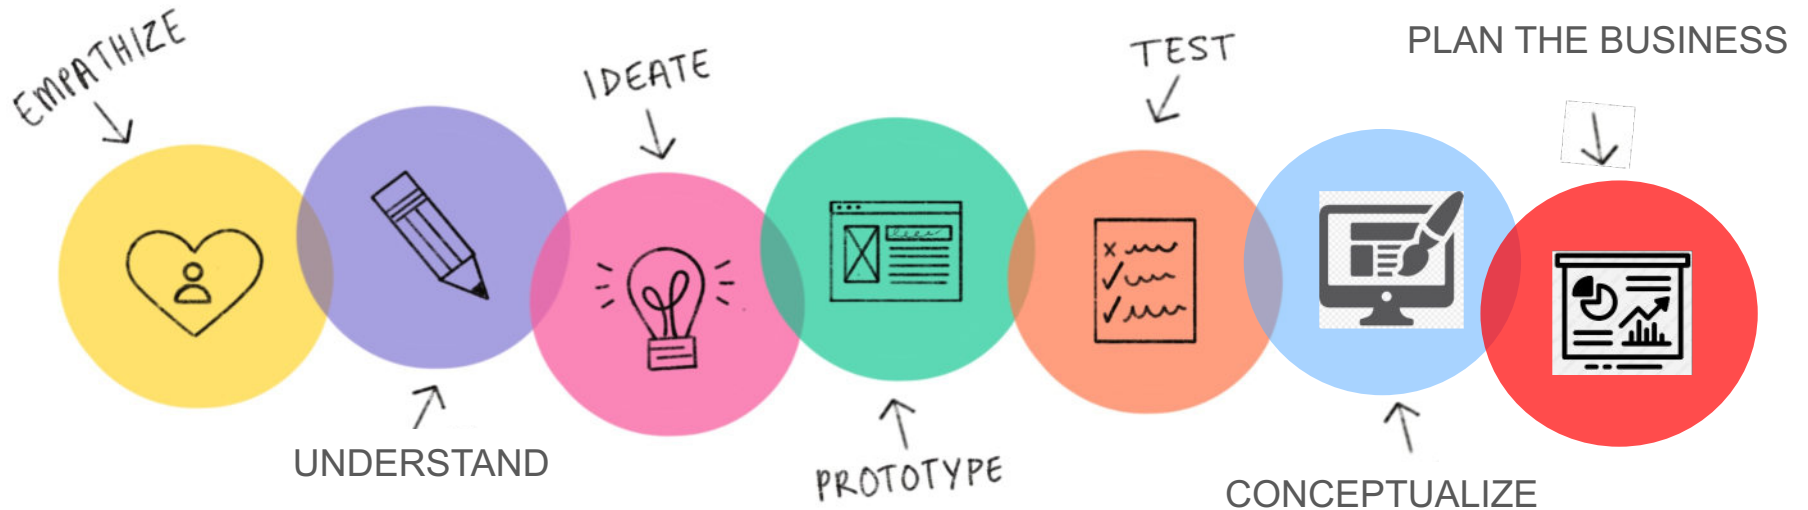 EMPATHIZE
UNDERSTAND
IDEATE
PROTOTYPE
TEST
CONCEPTUALIZE
PLAN THE BUSINESS